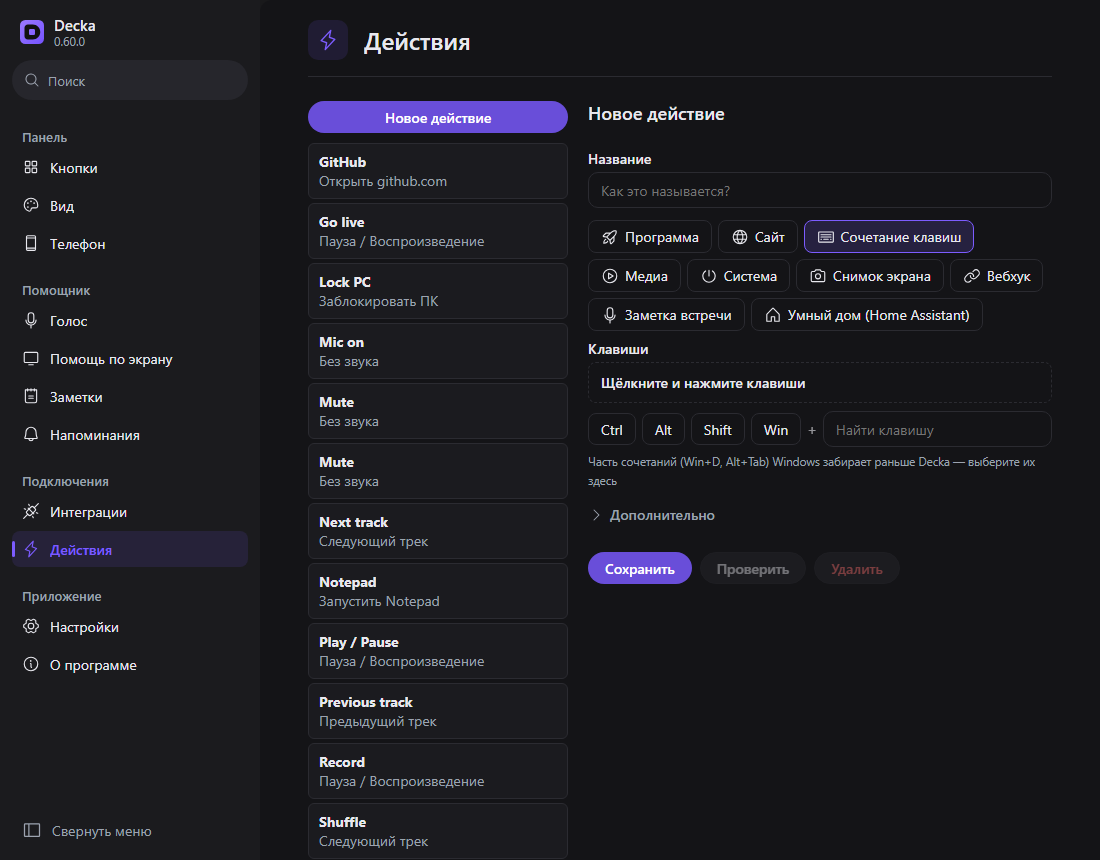 Decka
0.60.0
Поиск
Панель
Кнопки
Вид
Телефон
Помощник
Голос
Помощь по экрану
Заметки
Напоминания
Подключения
Интеграции
Действия
Приложение
Настройки
О программе
Свернуть меню
Действия
Новое действие
GitHub
Открыть github.com
Go live
Пауза / Воспроизведение
Lock PC
Заблокировать ПК
Mic on
Без звука
Mute
Без звука
Mute
Без звука
Next track
Следующий трек
Notepad
Запустить Notepad
Play / Pause
Пауза / Воспроизведение
Previous track
Предыдущий трек
Record
Пауза / Воспроизведение
Shuffle
Следующий трек
Новое действие
Название
Как это называется?
Программа Сайт Сочетание клавиш
Медиа Система Снимок экрана Вебхук
Заметка встречи Умный дом (Home Assistant)
Клавиши
Щёлкните и нажмите клавиши
Ctrl Alt Shift Win + Найти клавишу
Часть сочетаний (Win+D, Alt+Tab) Windows забирает раньше Decka — выберите их
здесь
Дополнительно
Сохранить Проверить Удалить